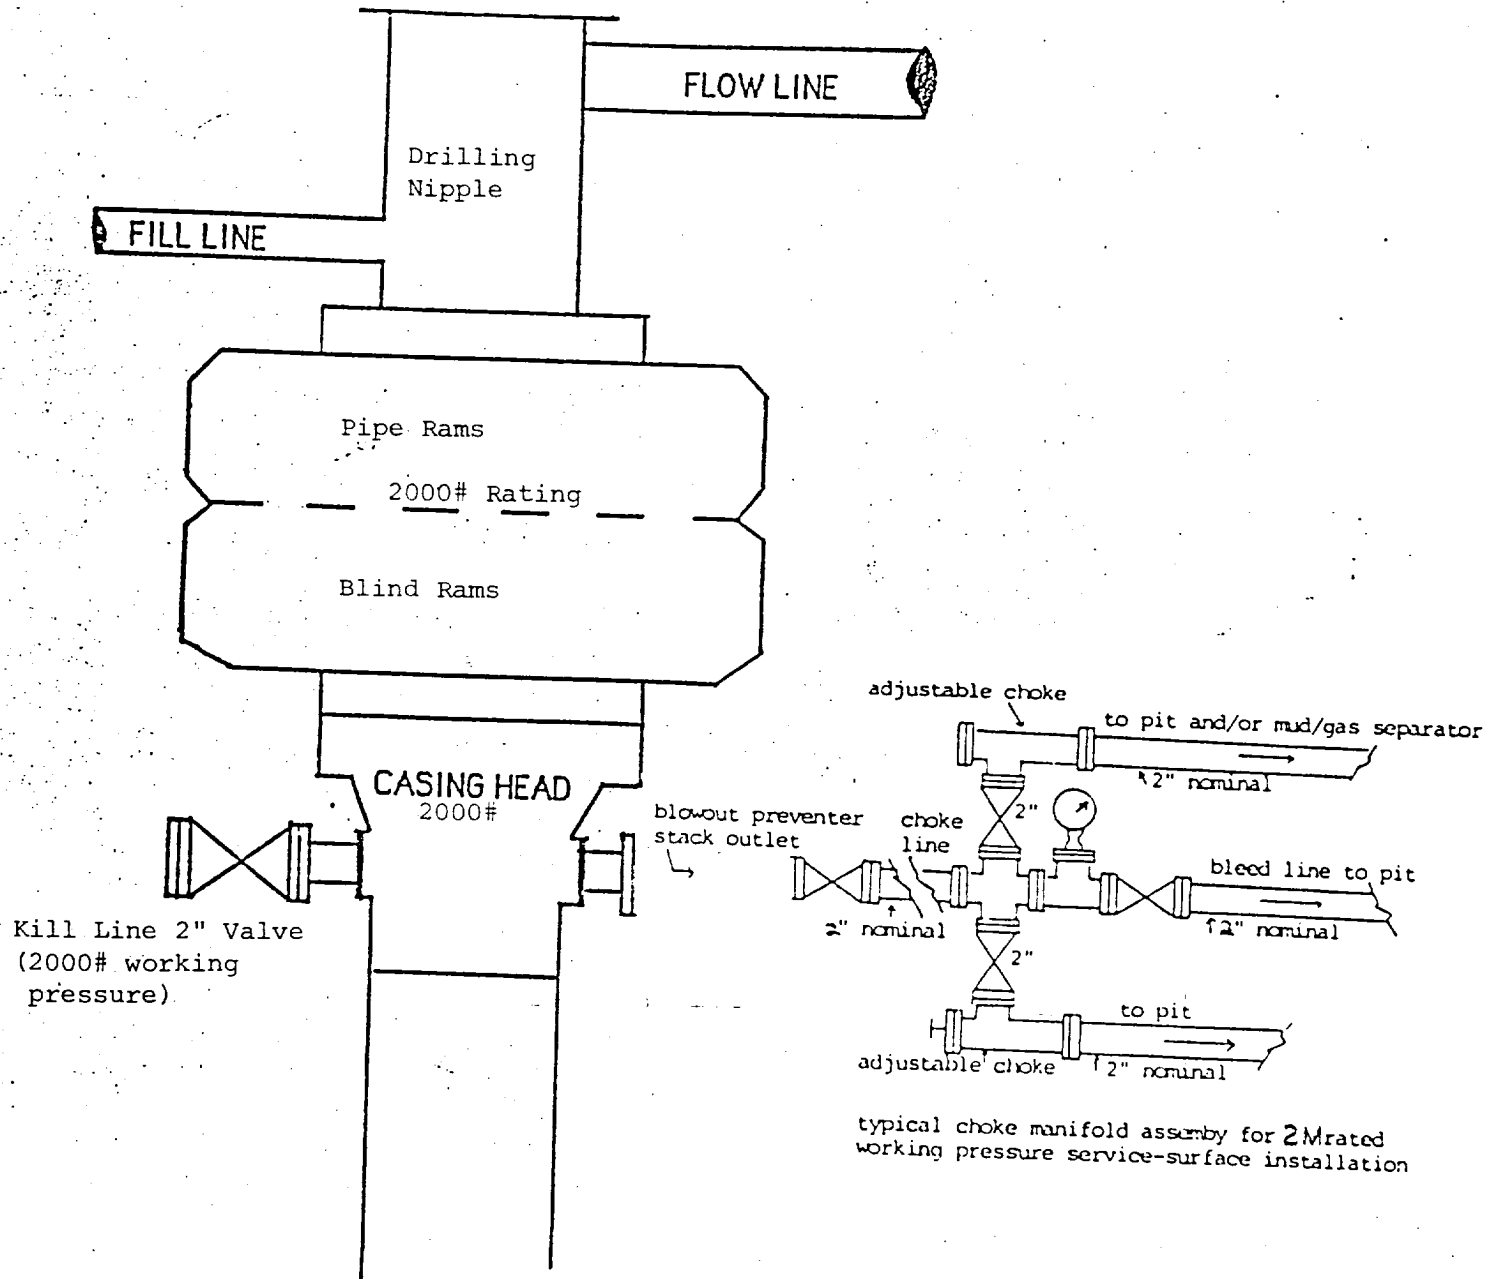 FLOW LINE
Drilling
Nipple
FILL LINE
Pipe Rams
2000# Rating
Blind Rams
CASING HEAD
2000#
Kill Line 2" Valve
(2000# working
pressure)
blowout preventer
stack outlet
adjustable choke
to pit and/or mud/gas separator
2" nominal
2"
choke
line
bleed line to pit
2" nominal
2" nominal
2"
to pit
adjustable choke
2" nominal
typical choke manifold assemby for 2M rated
working pressure service-surface installation